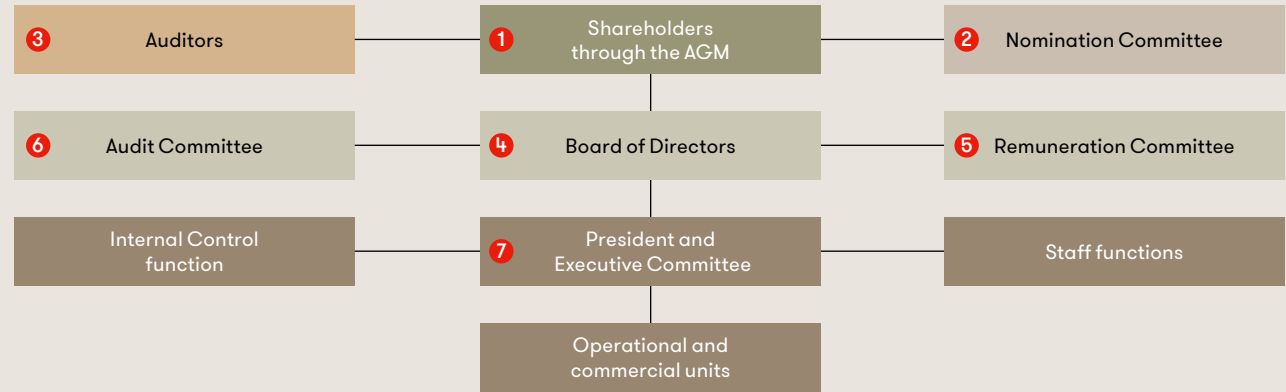 3 Auditors
1 Shareholders
through the AGM
2 Nomination Committee
6 Audit Committee
4 Board of Directors
5 Remuneration Committee
Internal Control
function
7 President and
Executive Committee
Staff functions
Operational and
commercial units